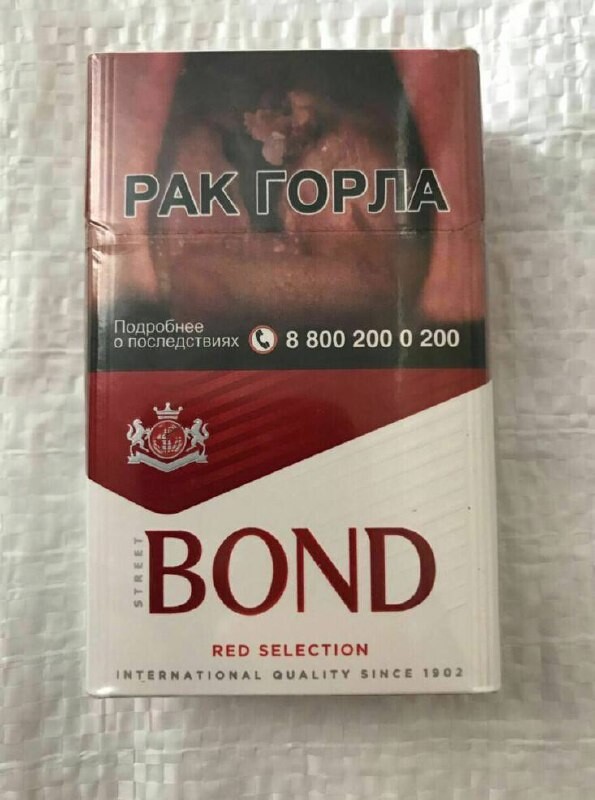 РАК ГОРЛА
Подробнее
о последствиях 8 800 200 0 200
STREET
BOND
RED SELECTION
INTERNATIONAL QUALITY SINCE 1902